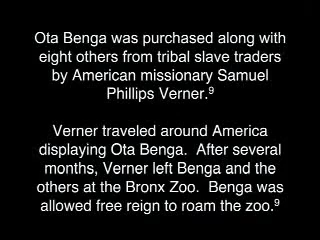 Ota Benga was purchased along with
eight others from tribal slave traders
by American missionary Samuel
Phillips Verner.⁹
Verner traveled around America
displaying Ota Benga. After several
months, Verner left Benga and the
others at the Bronx Zoo. Benga was
allowed free reign to roam the zoo.⁹